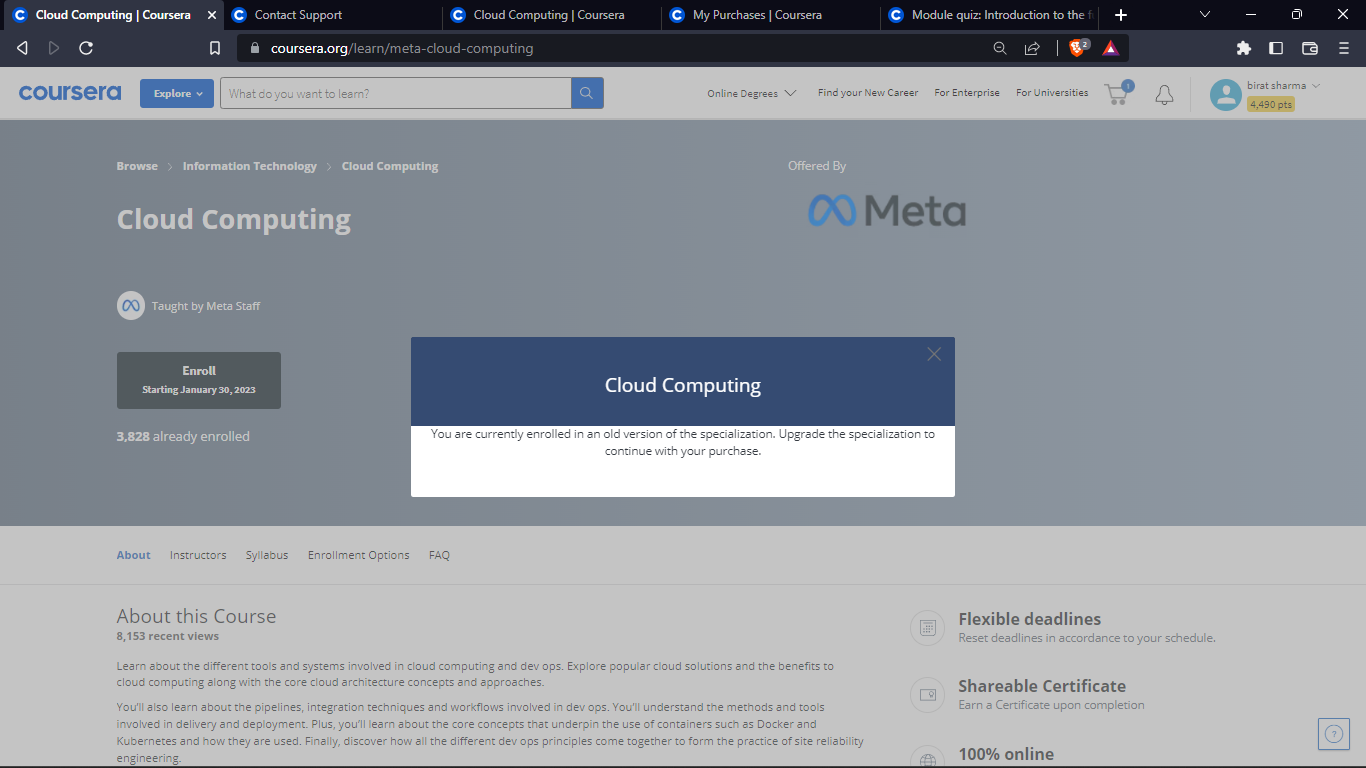 Cloud Computing | Coursera
Contact Support
Cloud Computing | Coursera
My Purchases | Coursera
Module quiz: Introduction to the f
coursera.org/learn/meta-cloud-computing
2
coursera
Explore
What do you want to learn?
Online Degrees
Find your New Career
For Enterprise
For Universities
1
birat sharma
4,490 pts
Browse > Information Technology > Cloud Computing
Offered By
Meta
Cloud Computing
Taught by Meta Staff
Enroll
Starting January 30, 2023
3,828 already enrolled
Cloud Computing
You are currently enrolled in an old version of the specialization. Upgrade the specialization to
continue with your purchase.
About
Instructors
Syllabus
Enrollment Options
FAQ
About this Course
8,153 recent views
Learn about the different tools and systems involved in cloud computing and dev ops. Explore popular cloud solutions and the benefits to
cloud computing along with the core cloud architecture concepts and approaches.
You'll also learn about the pipelines, integration techniques and workflows involved in dev ops. You'll understand the methods and tools
involved in delivery and deployment. Plus, you'll learn about the core concepts that underpin the use of containers such as Docker and
Kubernetes and how they are used. Finally, discover how all the different dev ops principles come together to form the practice of site reliability
engineering.
Flexible deadlines
Reset deadlines in accordance to your schedule.
Shareable Certificate
Earn a Certificate upon completion
100% online
?